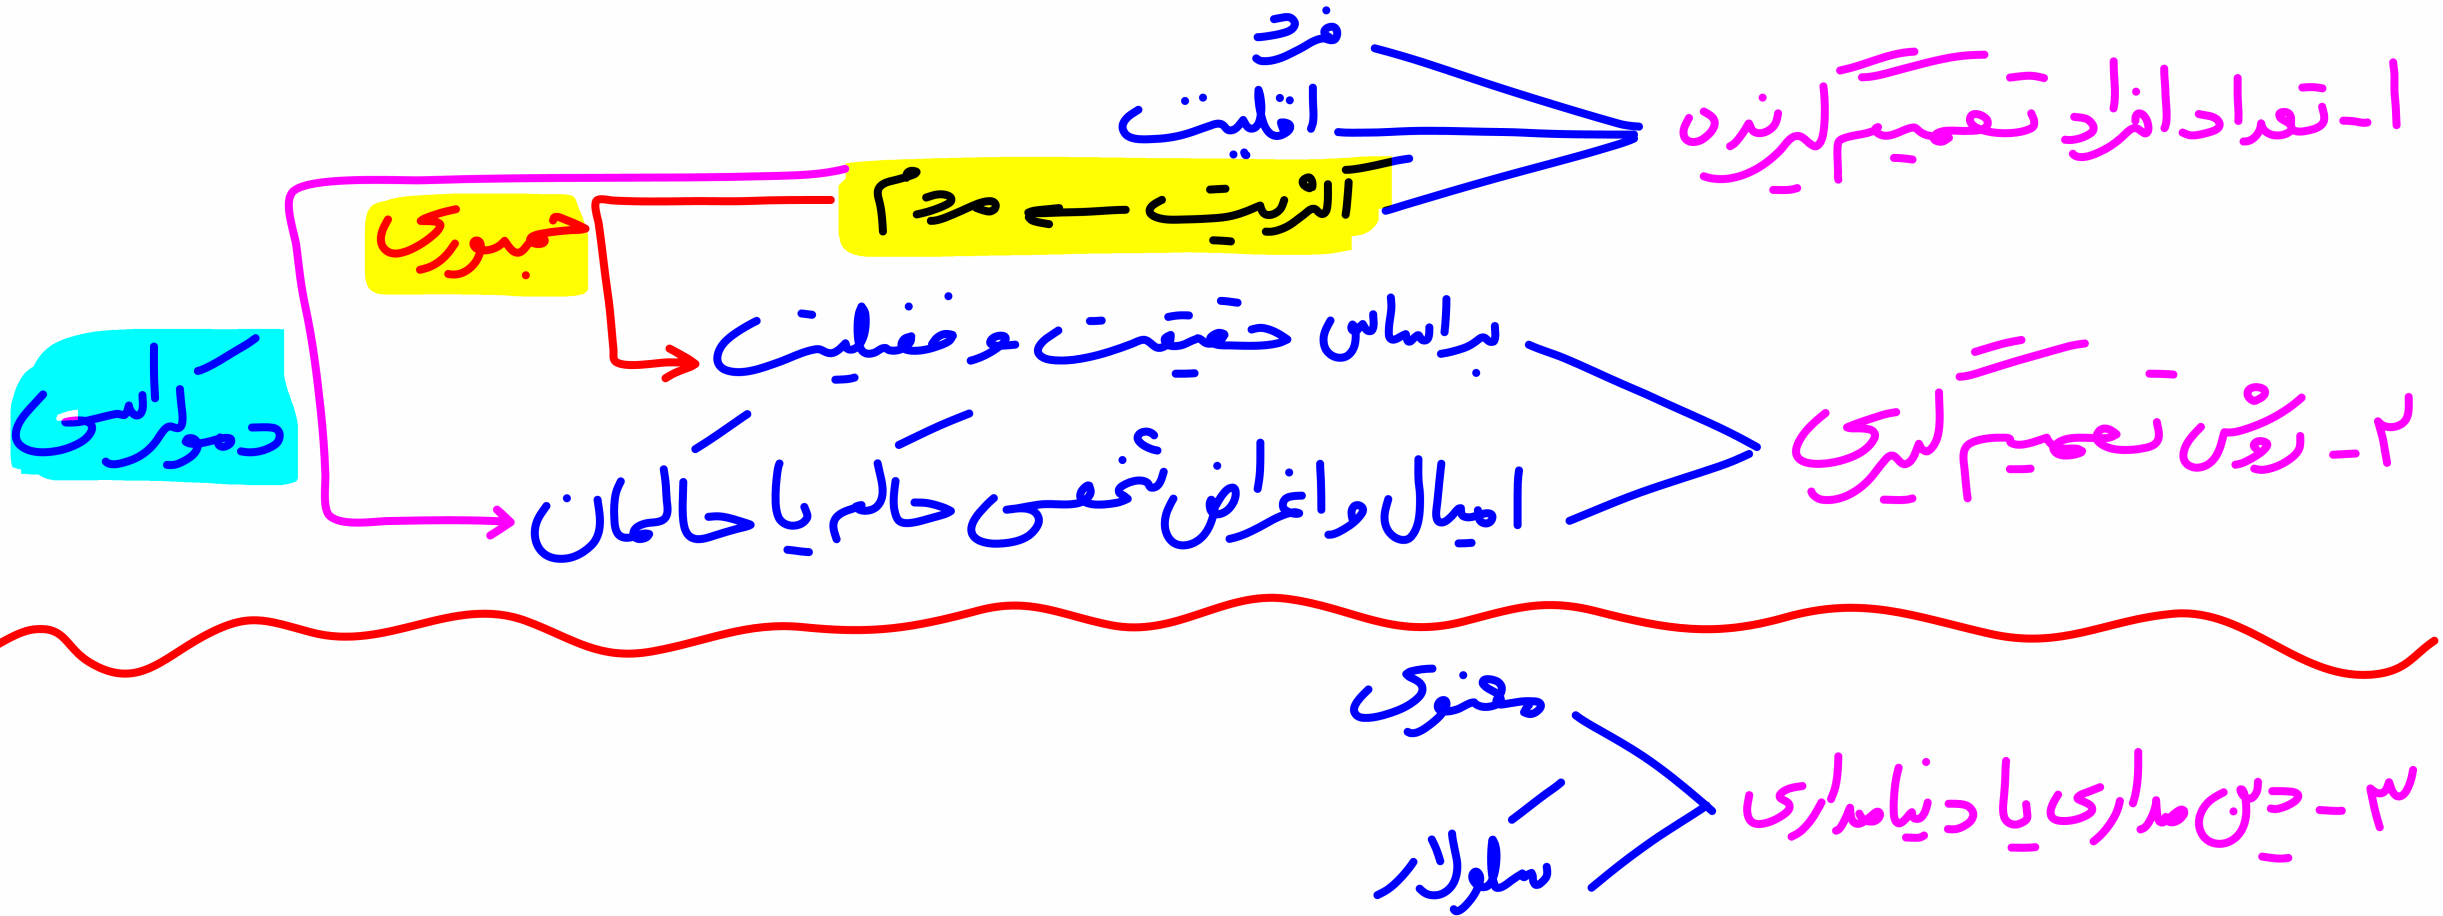 ۱- تعداد افراد تصمیم گیرنده
فرد
اقلیت
اکثریت ← مردم
جمهوری
۲- روش تصمیم گیری
براساس حقیقت و فضیلت
امیال و اغراض شخصی حاکم یا حاکمان
دموکراسی
۳- دین مداری یا دنیامداری
معنوی
سکولار